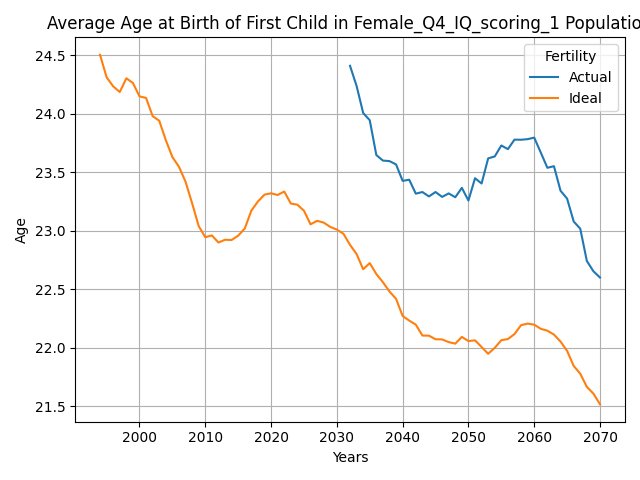 Average Age at Birth of First Child in Female_Q4_IQ_scoring_1 Populatio
24.5
24.0
23.5
23.0
22.5
22.0
21.5
Age
Fertility
Actual
Ideal
2000 2010 2020 2030 2040 2050 2060 2070
Years